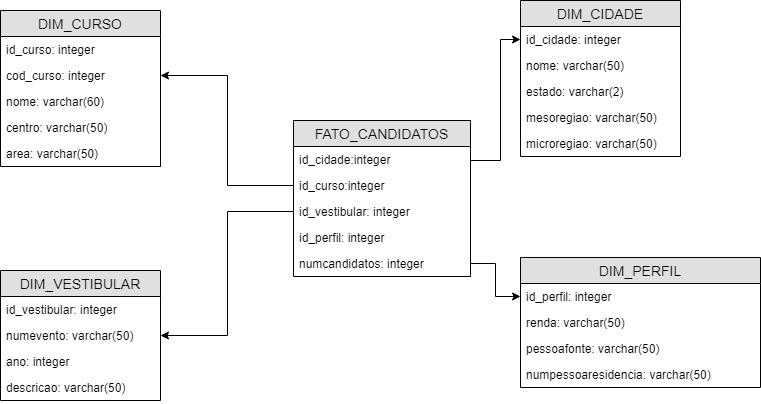 DIM_CURSO
id_curso: integer
cod_curso: integer
nome: varchar(60)
centro: varchar(50)
area: varchar(50)
DIM_CIDADE
id_cidade: integer
nome: varchar(50)
estado: varchar(2)
mesoregiao: varchar(50)
microregiao: varchar(50)
FATO_CANDIDATOS
id_cidade:integer
id_curso:integer
id_vestibular: integer
id_perfil: integer
numcandidatos: integer
DIM_VESTIBULAR
id_vestibular: integer
numevento: varchar(50)
ano: integer
descricao: varchar(50)
DIM_PERFIL
id_perfil: integer
renda: varchar(50)
pessoafonte: varchar(50)
numpessoaresidencia: varchar(50)